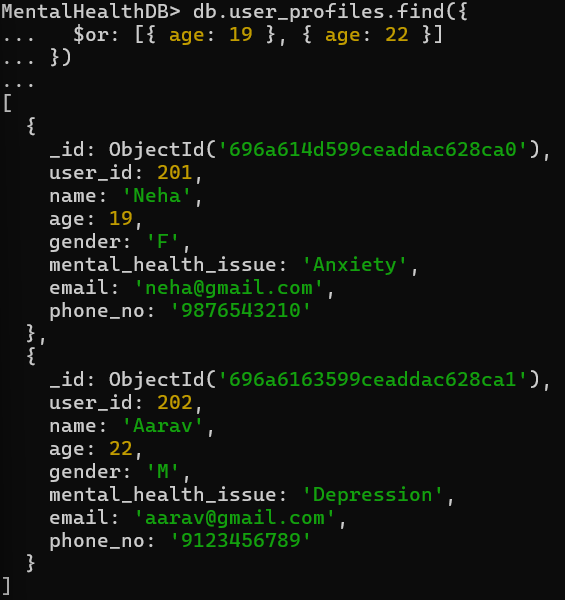 MentalHealthDB> db.user_profiles.find({
...   $or: [{ age: 19 }, { age: 22 }]
... })
...
[
  {
    _id: ObjectId('696a614d599ceaddac628ca0'),
    user_id: 201,
    name: 'Neha',
    age: 19,
    gender: 'F',
    mental_health_issue: 'Anxiety',
    email: 'neha@gmail.com',
    phone_no: '9876543210'
  },
  {
    _id: ObjectId('696a6163599ceaddac628ca1'),
    user_id: 202,
    name: 'Aarav',
    age: 22,
    gender: 'M',
    mental_health_issue: 'Depression',
    email: 'aarav@gmail.com',
    phone_no: '9123456789'
  }
]